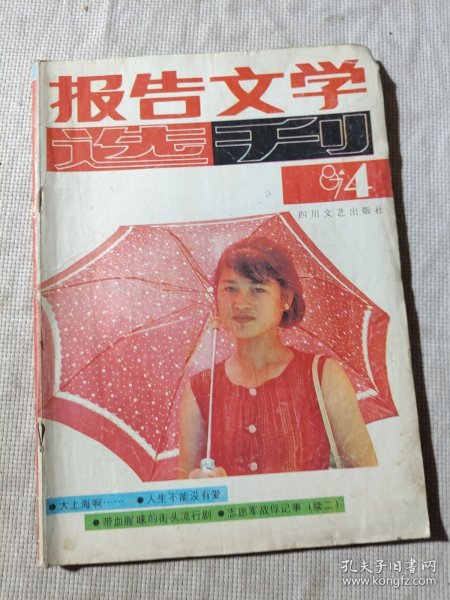 报告文学
选刊
87 4
四川文艺出版社
●大上海啊…… ●人生不能没有爱
●带血腥味的街头流行剧 ●志愿军战俘记事（续二）
孔夫子旧书网
www.kongfz.com